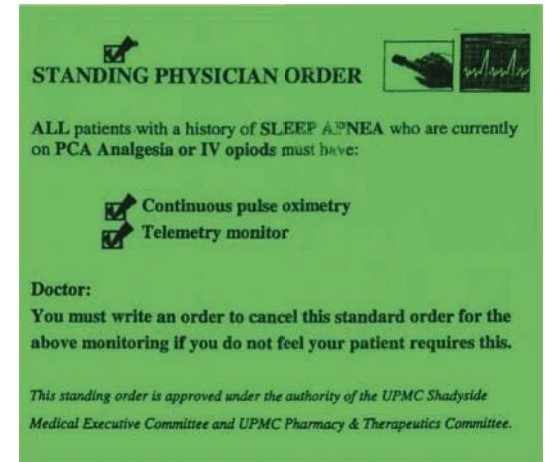 STANDING PHYSICIAN ORDER
ALL patients with a history of SLEEP APNEA who are currently
on PCA Analgesia or IV opiods must have:
Continuous pulse oximetry
Telemetry monitor
Doctor:
You must write an order to cancel this standard order for the
above monitoring if you do not feel your patient requires this.
This standing order is approved under the authority of the UPMC Shadyside
Medical Executive Committee and UPMC Pharmacy & Therapeutics Committee.